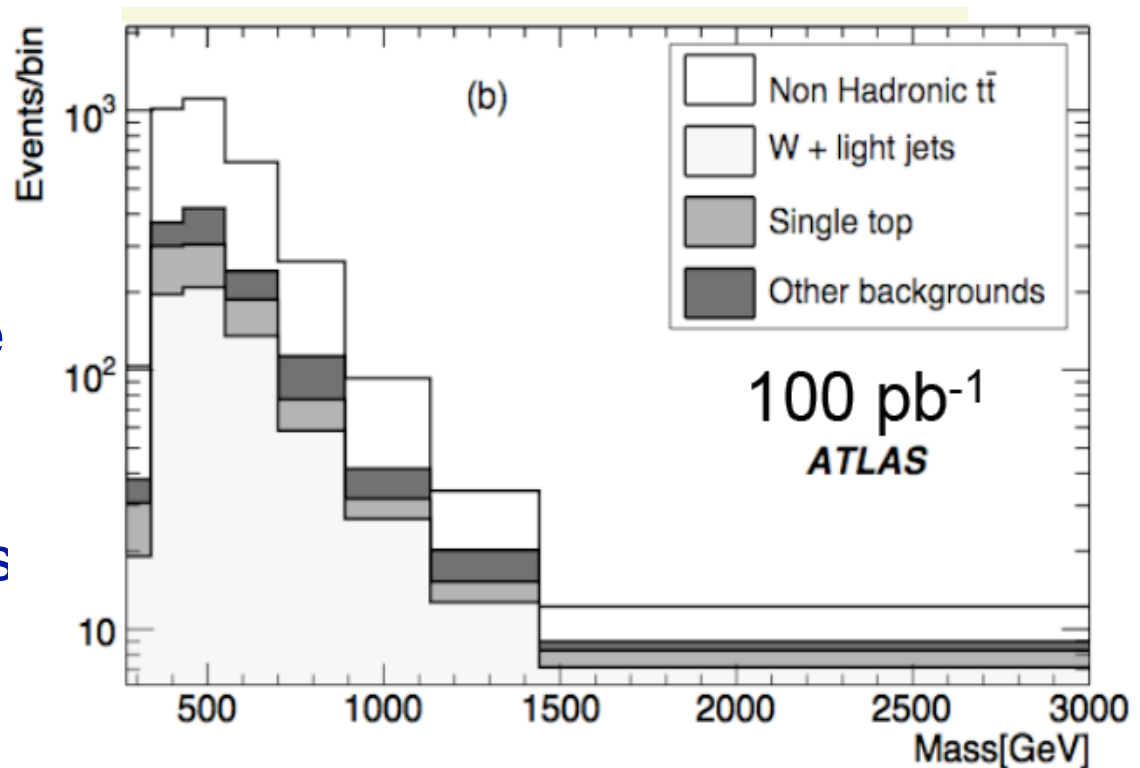 Events/bin
10³
10²
10
(b)
Non Hadronic tt̄
W + light jets
Single top
Other backgrounds
100 pb⁻¹
ATLAS
500 1000 1500 2000 2500 3000
Mass[GeV]
e
s